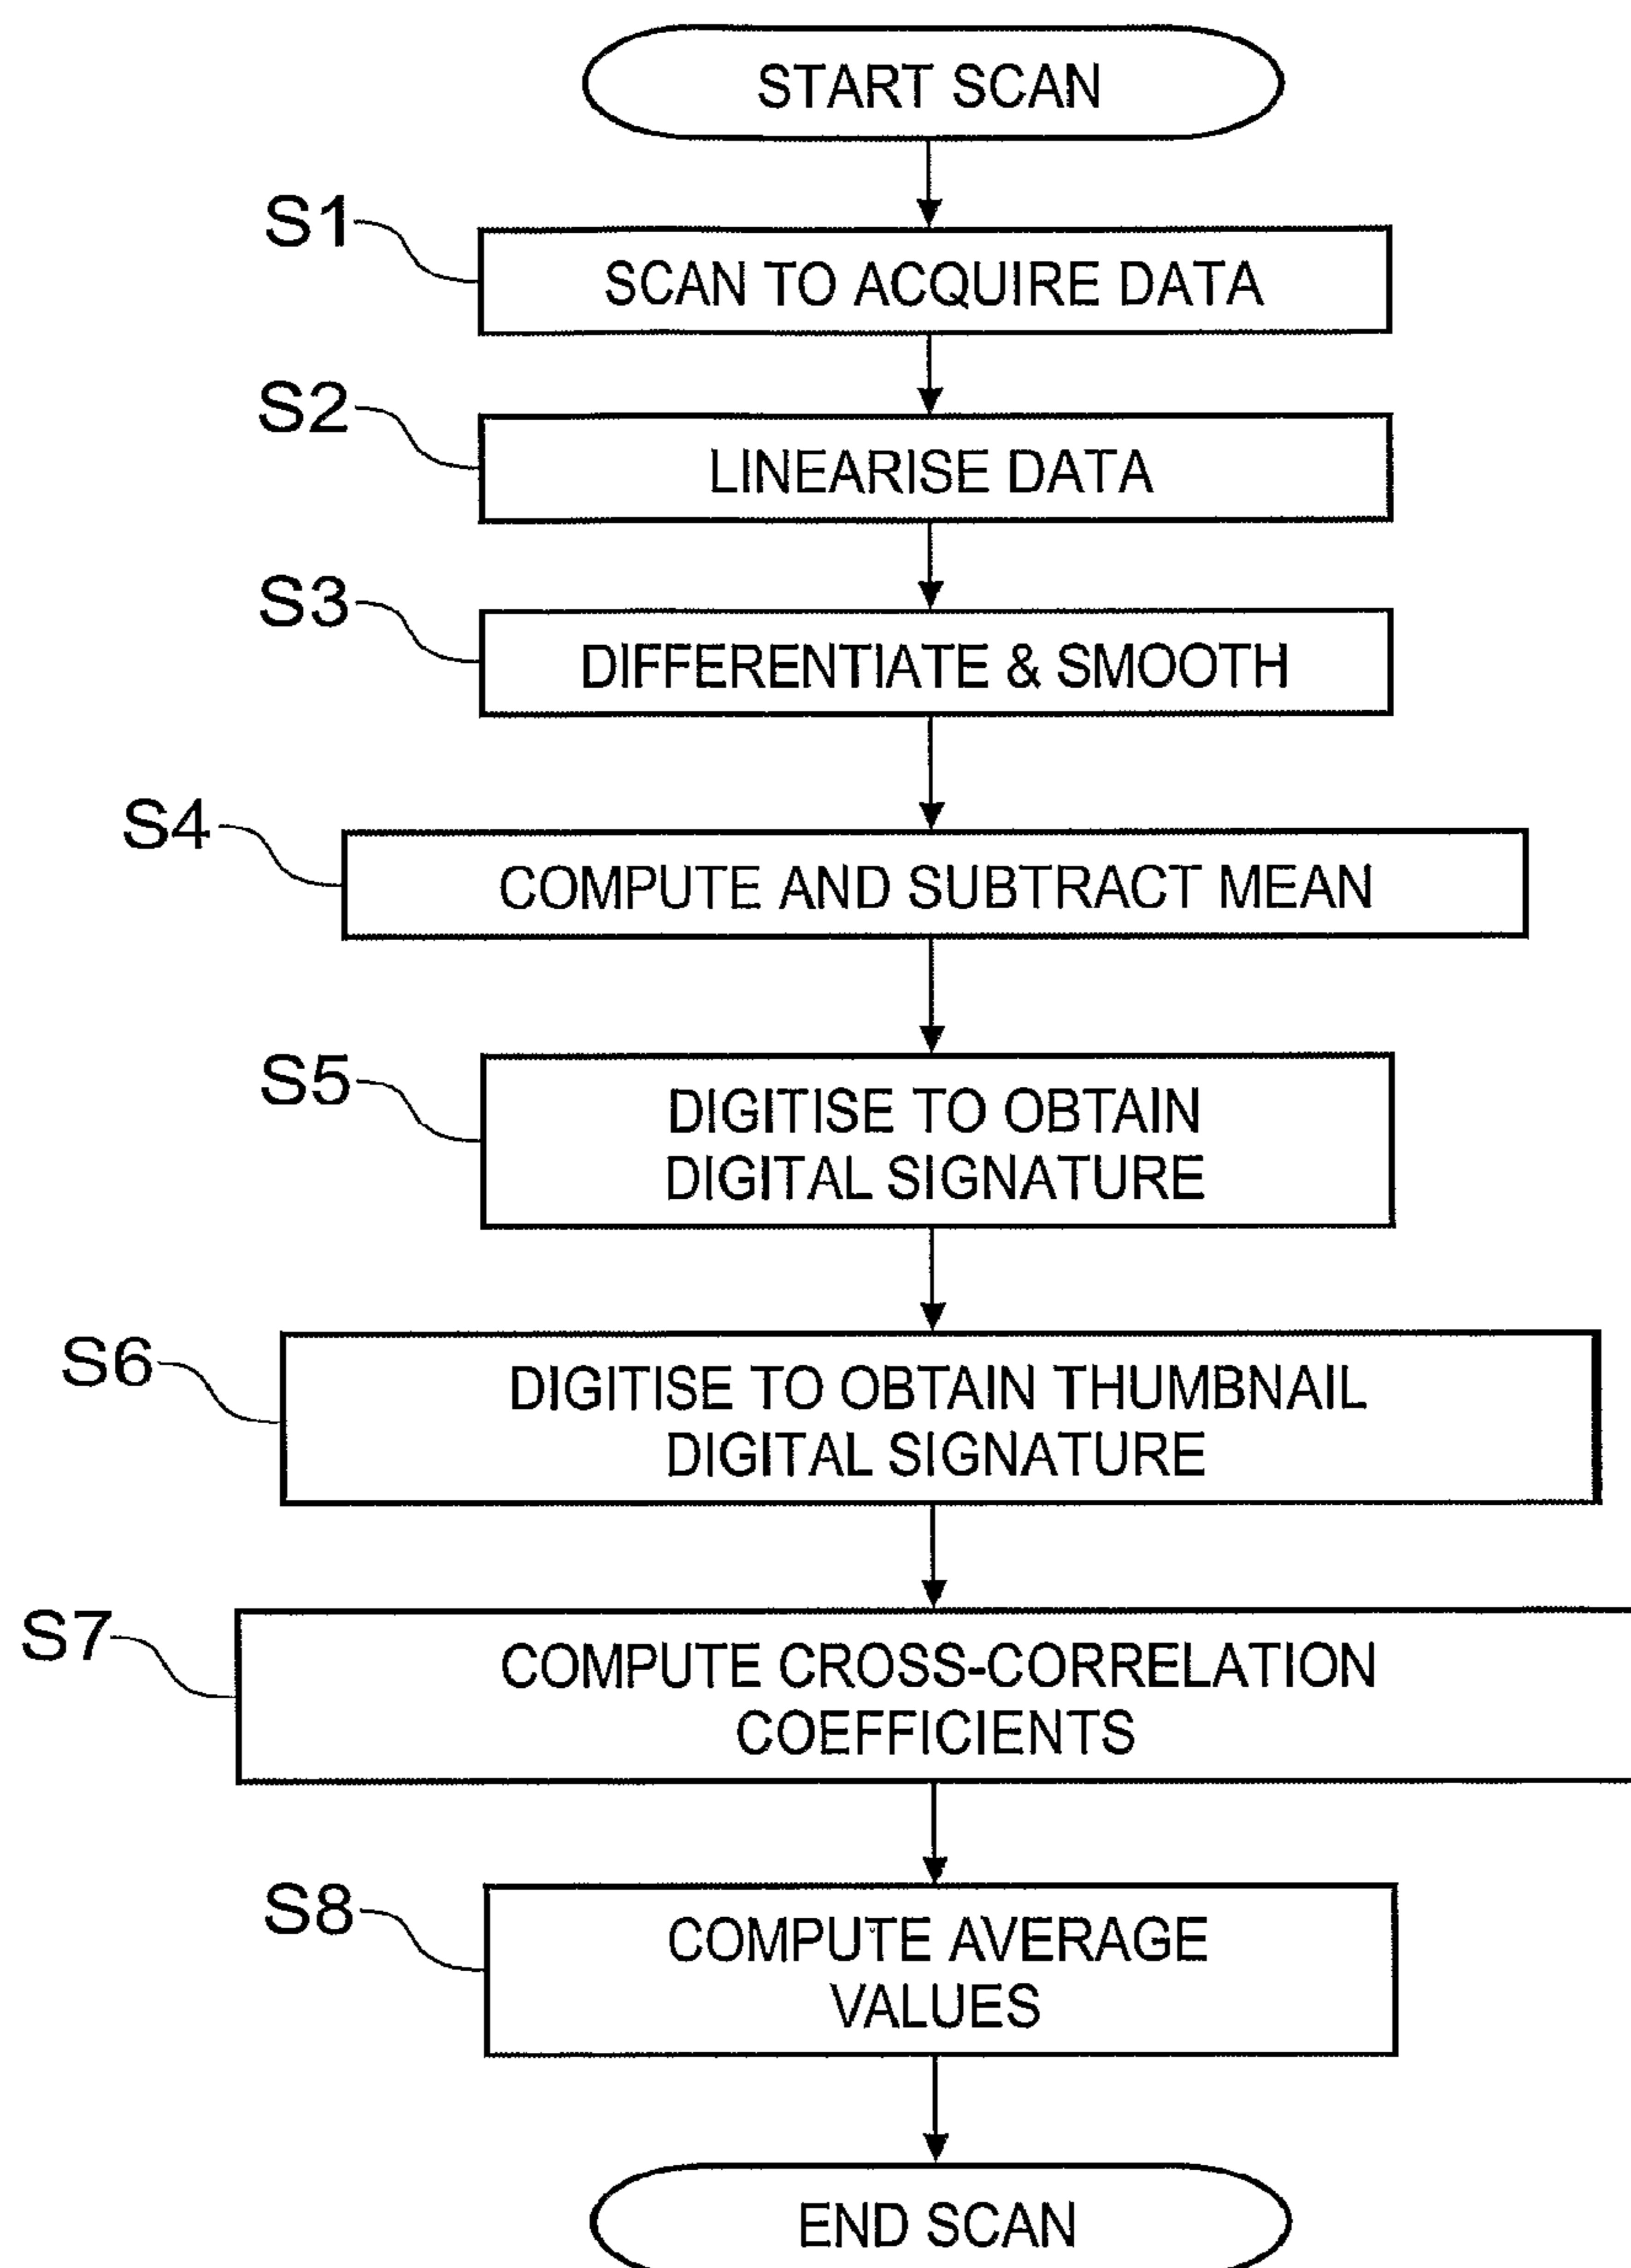 START SCAN
S1
SCAN TO ACQUIRE DATA
S2
LINEARISE DATA
S3
DIFFERENTIATE & SMOOTH
S4
COMPUTE AND SUBTRACT MEAN
S5
DIGITISE TO OBTAIN
DIGITAL SIGNATURE
S6
DIGITISE TO OBTAIN THUMBNAIL
DIGITAL SIGNATURE
S7
COMPUTE CROSS-CORRELATION
COEFFICIENTS
S8
COMPUTE AVERAGE
VALUES
END SCAN